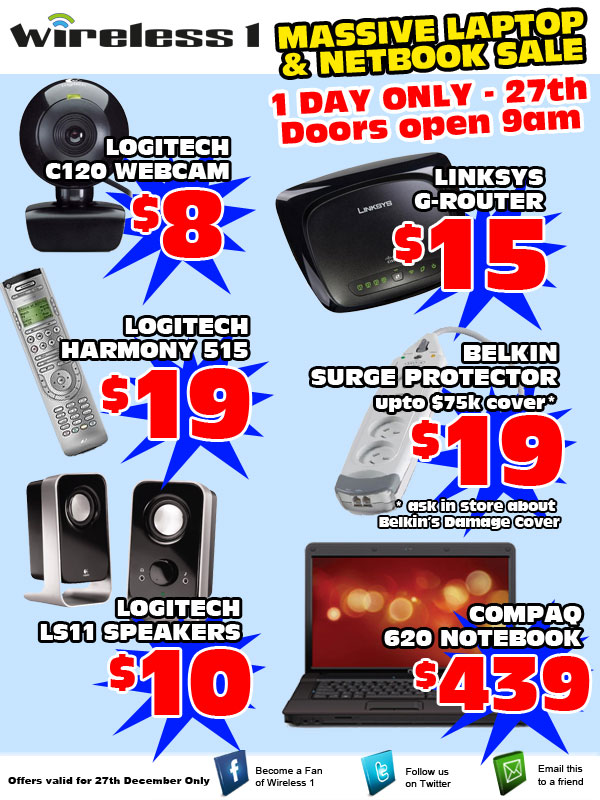 wireless 1
MASSIVE LAPTOP
& NETBOOK SALE
1 DAY ONLY - 27th
Doors open 9am
LOGITECH
C120 WEBCAM
$8
LINKSYS
LINKSYS
G-ROUTER
$15
LOGITECH
HARMONY 515
$19
BELKIN
SURGE PROTECTOR
upto $75k cover*
$19
* ask in store about
Belkin's Damage Cover
LOGITECH
LS11 SPEAKERS
$10
COMPAQ
620 NOTEBOOK
$439
Offers valid for 27th December Only
Become a Fan
of Wireless 1
Follow us
on Twitter
Email this
to a friend